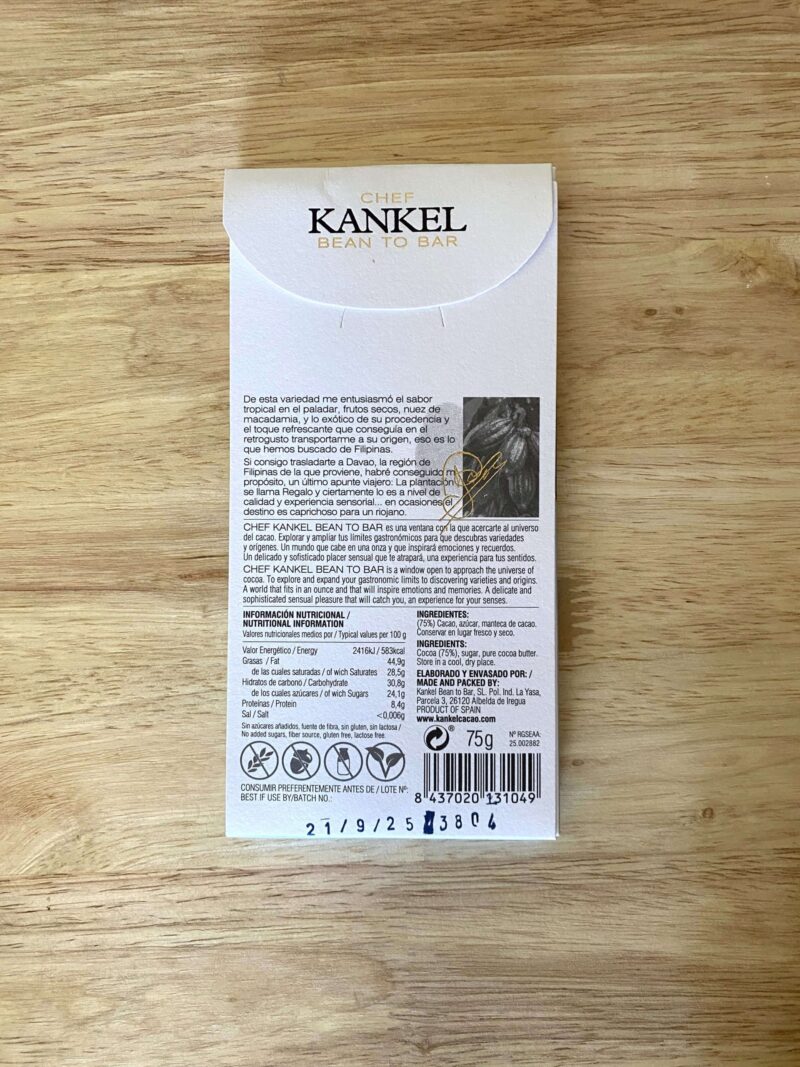 CHEF
KANKEL
BEAN TO BAR
De esta variedad me entusiasmó el sabor
tropical en el paladar, frutos secos, nuez de
macadamia, y lo exótico de su procedencia y
el toque refrescante que conseguía en el
retrogusto transportarme a su origen, eso es lo
que hemos buscado de Filipinas.
Si consigo trasladarte a Davao, la región de
Filipinas de la que proviene, habré conseguido m
propósito, un último apunte viajero: La plantación
se llama Regalo y ciertamente lo es a nivel de
calidad y experiencia sensorial... en ocasiones el
destino es caprichoso para un riojano.
CHEF KANKEL BEAN TO BAR es una ventana con la que acercarte al universo
del cacao. Explorar y ampliar tus límites gastronómicos para que descubras variedades
y orígenes. Un mundo que cabe en una onza y que inspirará emociones y recuerdos.
Un delicado y sofisticado placer sensual que te atrapará, una experiencia para tus sentidos.
CHEF KANKEL BEAN TO BAR is a window open to approach the universe of
cocoa. To explore and expand your gastronomic limits to discovering varieties and origins.
A world that fits in an ounce and that will inspire emotions and memories. A delicate and
sophisticated sensual pleasure that will catch you, an experience for your senses.
INFORMACIÓN NUTRICIONAL /
NUTRITIONAL INFORMATION
Valores nutricionales medios por / Typical values per 100 g
Valor Energético / Energy 2416kJ / 583kcal
Grasas / Fat 44,9g
de las cuales saturadas / of wich Saturates 28,5g
Hidratos de carbono / Carbohydrate 30,8g
de los cuales azúcares / of wich Sugars 24,1g
Proteínas / Protein 8,4g
Sal / Salt <0,006g
Sin azúcares añadidos, fuente de fibra, sin gluten, sin lactosa /
No added sugars, fiber source, gluten free, lactose free.
CONSUMIR PREFERENTEMENTE ANTES DE / LOTE Nº:
BEST IF USE BY/BATCH NO.:
INGREDIENTES:
(75%) Cacao, azúcar, manteca de cacao.
Conservar en lugar fresco y seco.
INGREDIENTS:
Cocoa (75%), sugar, pure cocoa butter.
Store in a cool, dry place.
ELABORADO Y ENVASADO POR: /
MADE AND PACKED BY:
Kankel Bean to Bar, SL. Pol. Ind. La Yasa,
Parcela 3, 26120 Albelda de Iregua
PRODUCT OF SPAIN
www.kankelcacao.com
® 75g Nº RGSEAA:
25.002882
8 437020 131049
21/9/25 3804